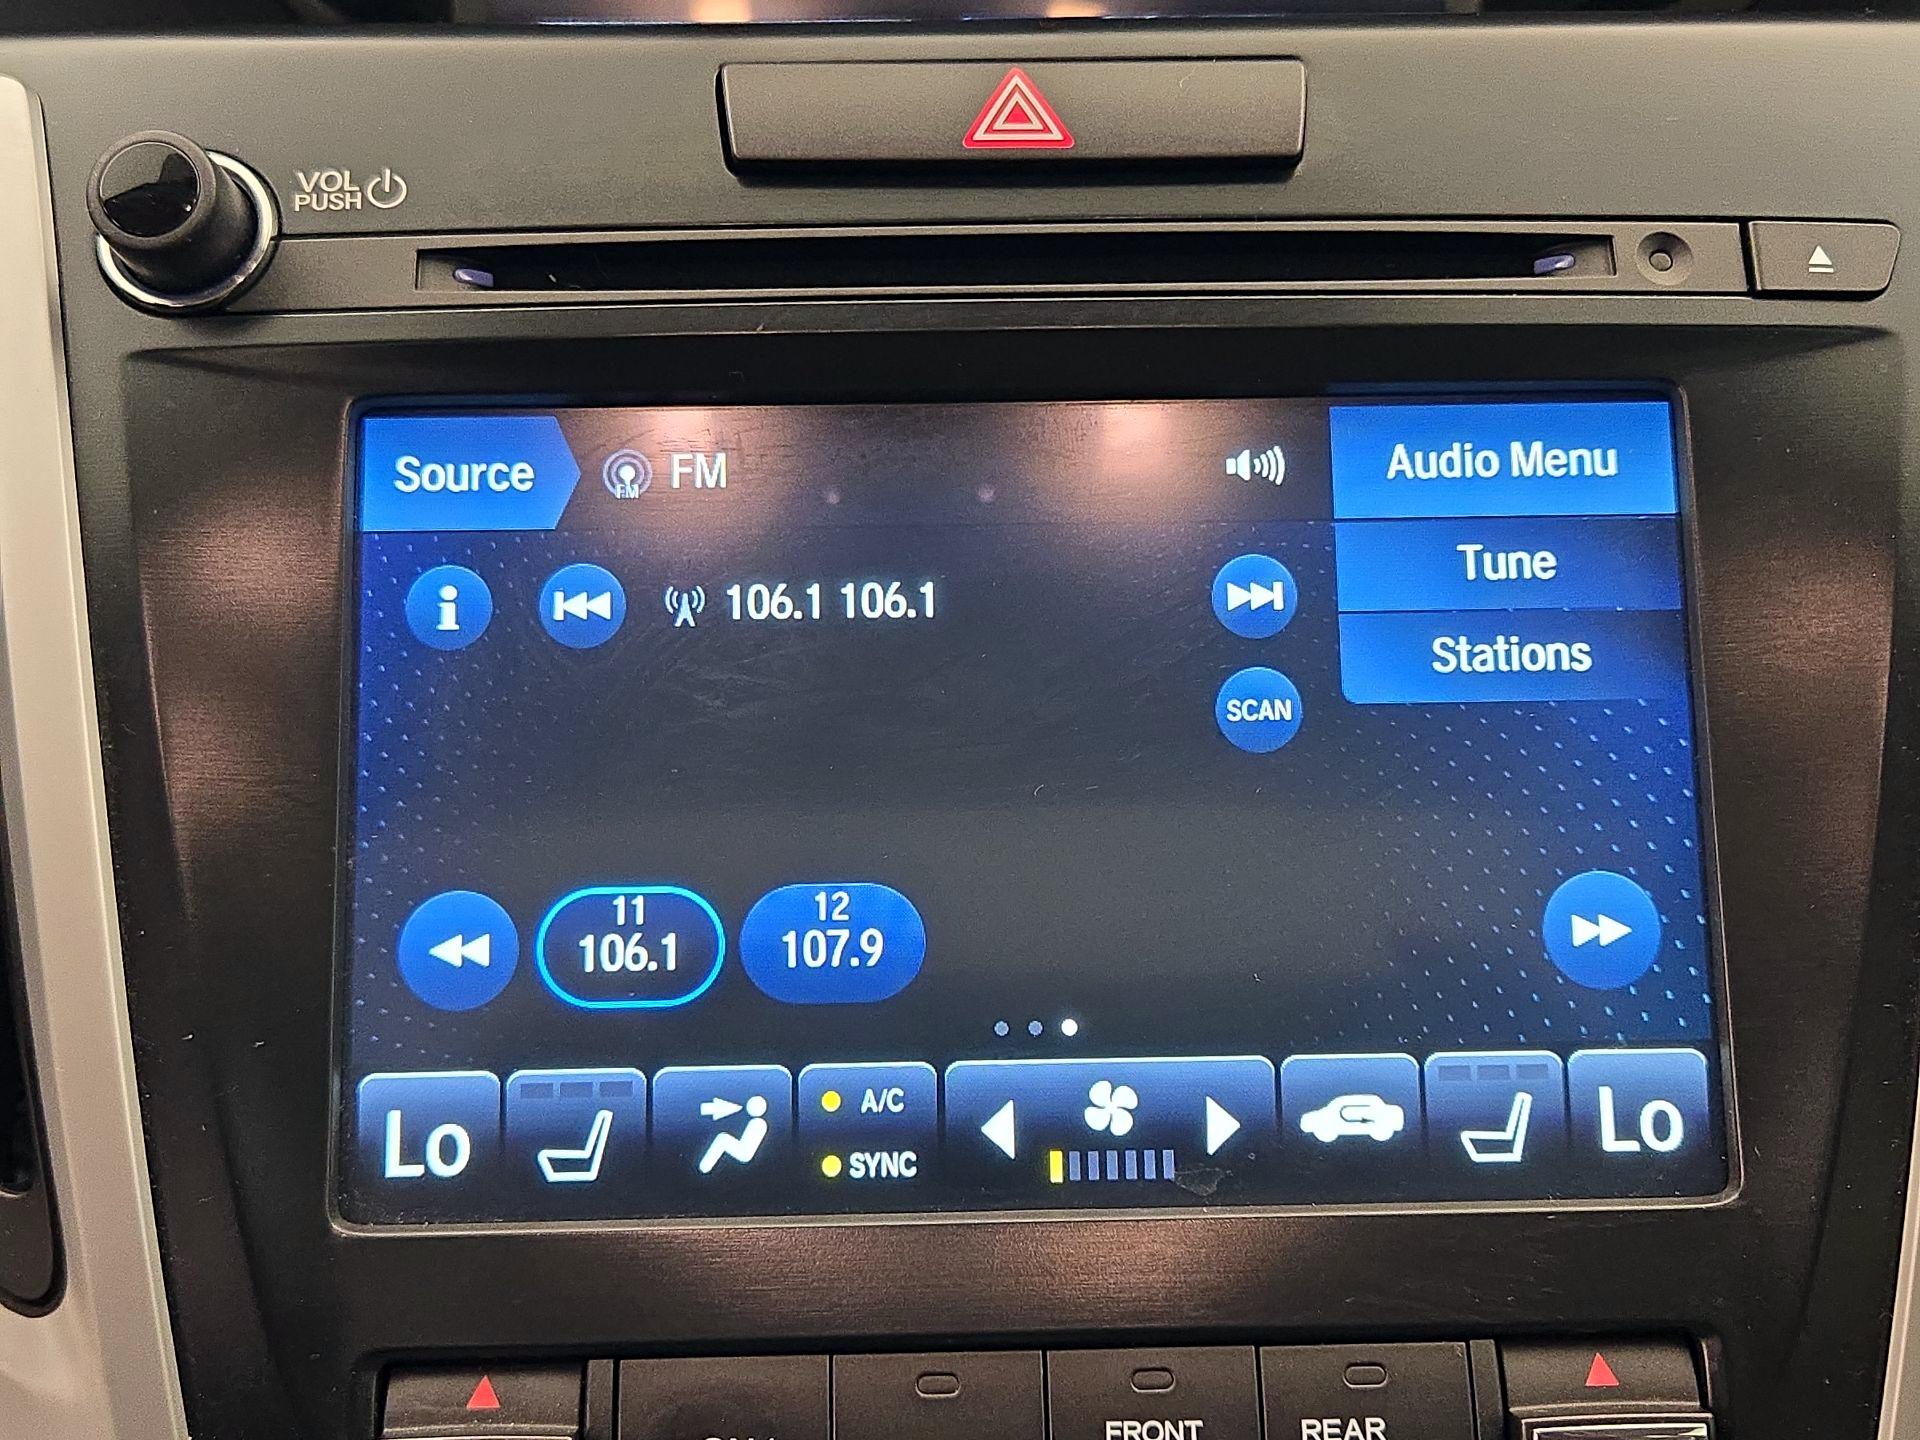 VOL
PUSH
Source
FM
FM
Audio Menu
106.1 106.1
Tune
Stations
SCAN
11
106.1
12
107.9
Lo
A/C
SYNC
Lo
FRONT
REAR